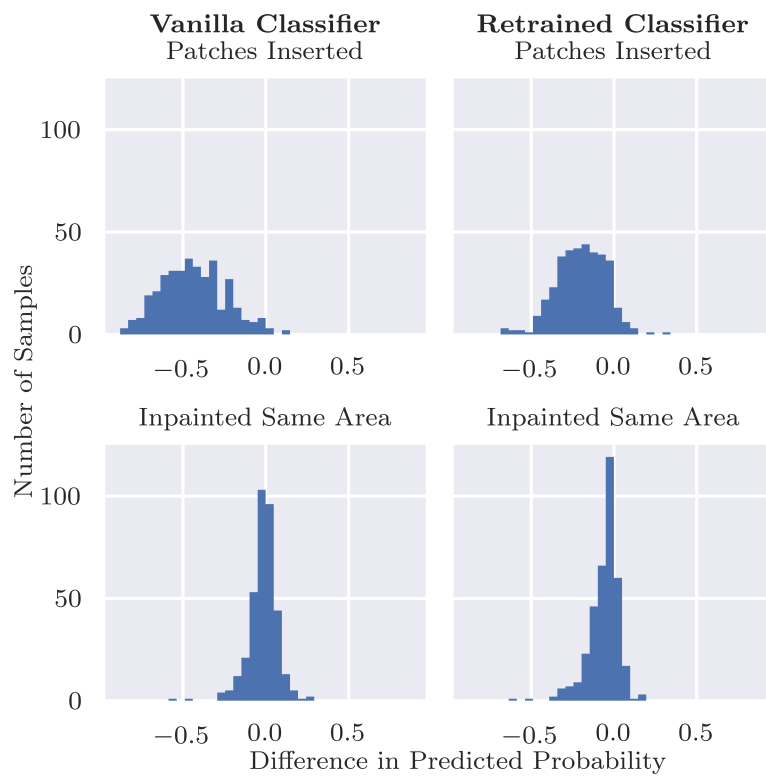 Vanilla Classifier
Patches Inserted
Retrained Classifier
Patches Inserted
Number of Samples
100
50
0
−0.5 0.0 0.5
−0.5 0.0 0.5
Inpainted Same Area
Inpainted Same Area
100
50
0
−0.5 0.0 0.5
−0.5 0.0 0.5
Difference in Predicted Probability